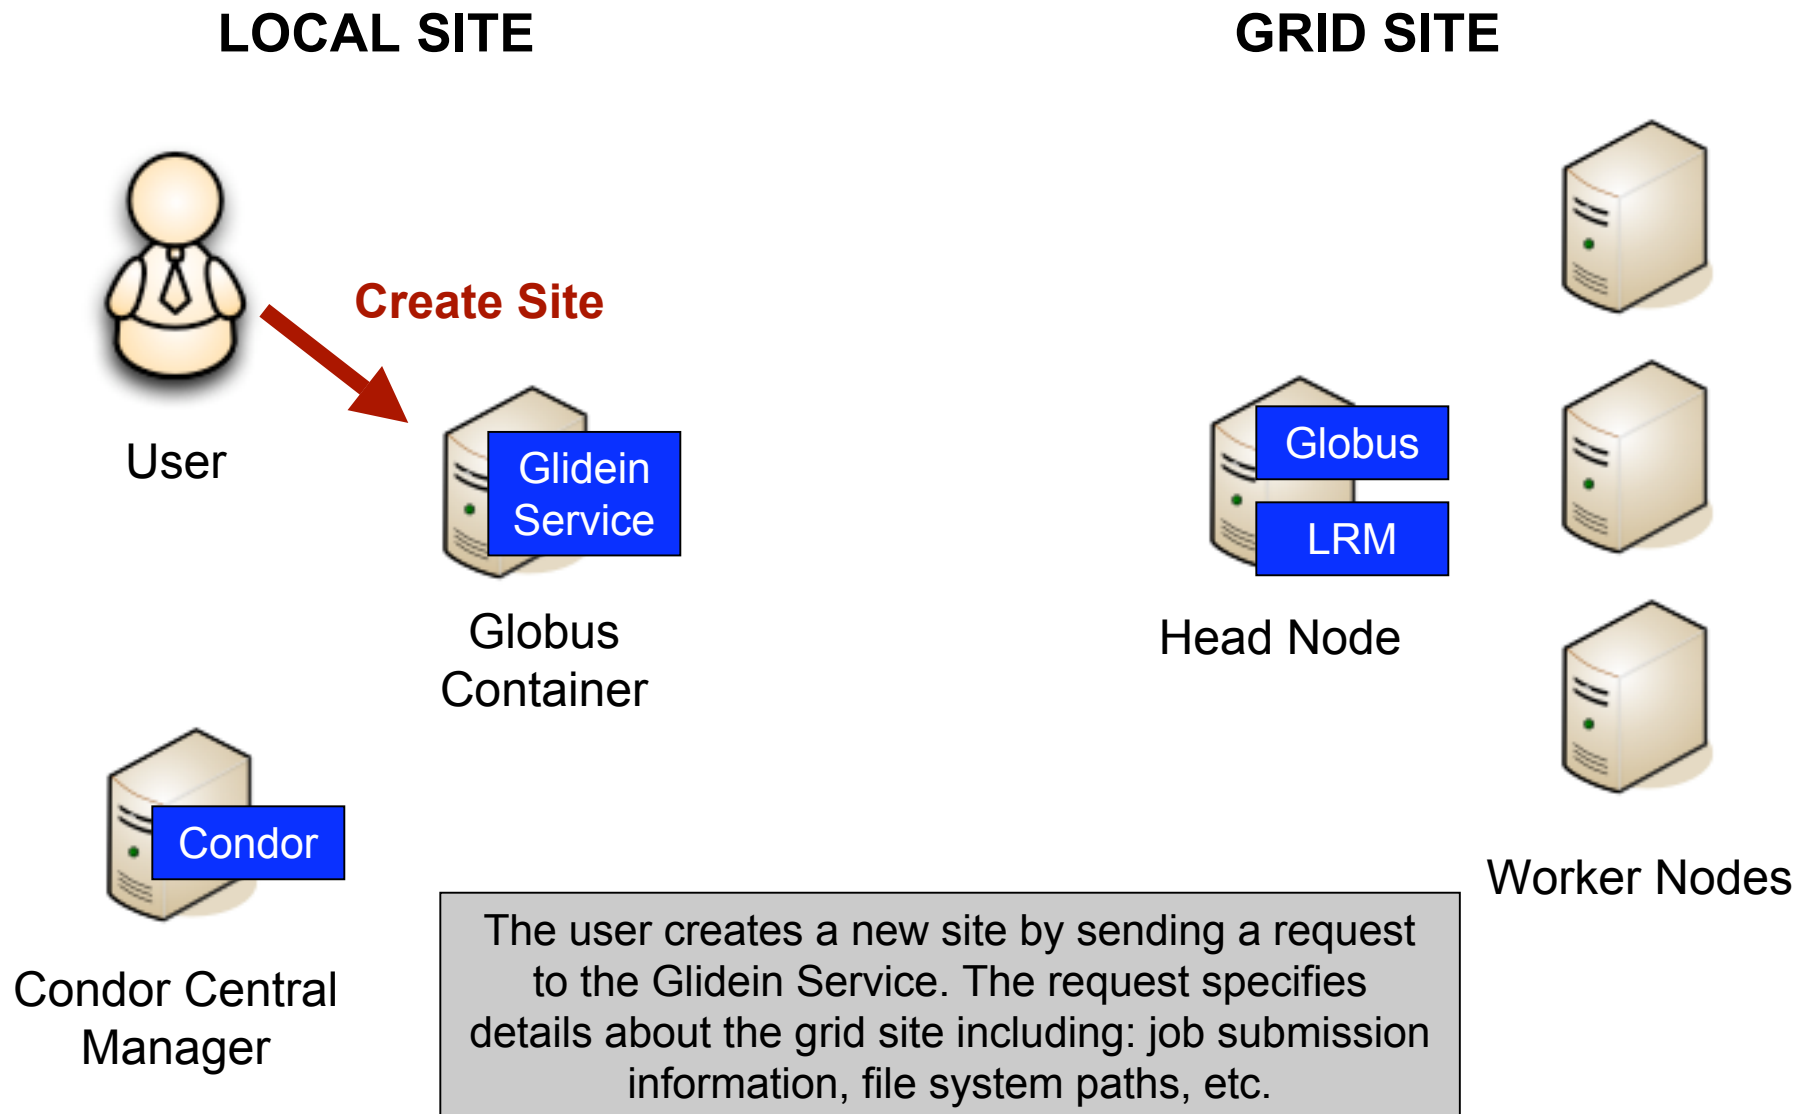 LOCAL SITE
GRID SITE
Create Site
User
Glidein
Service
Globus
LRM
Globus
Container
Head Node
Condor
Worker Nodes
Condor Central
Manager
The user creates a new site by sending a request
to the Glidein Service. The request specifies
details about the grid site including: job submission
information, file system paths, etc.